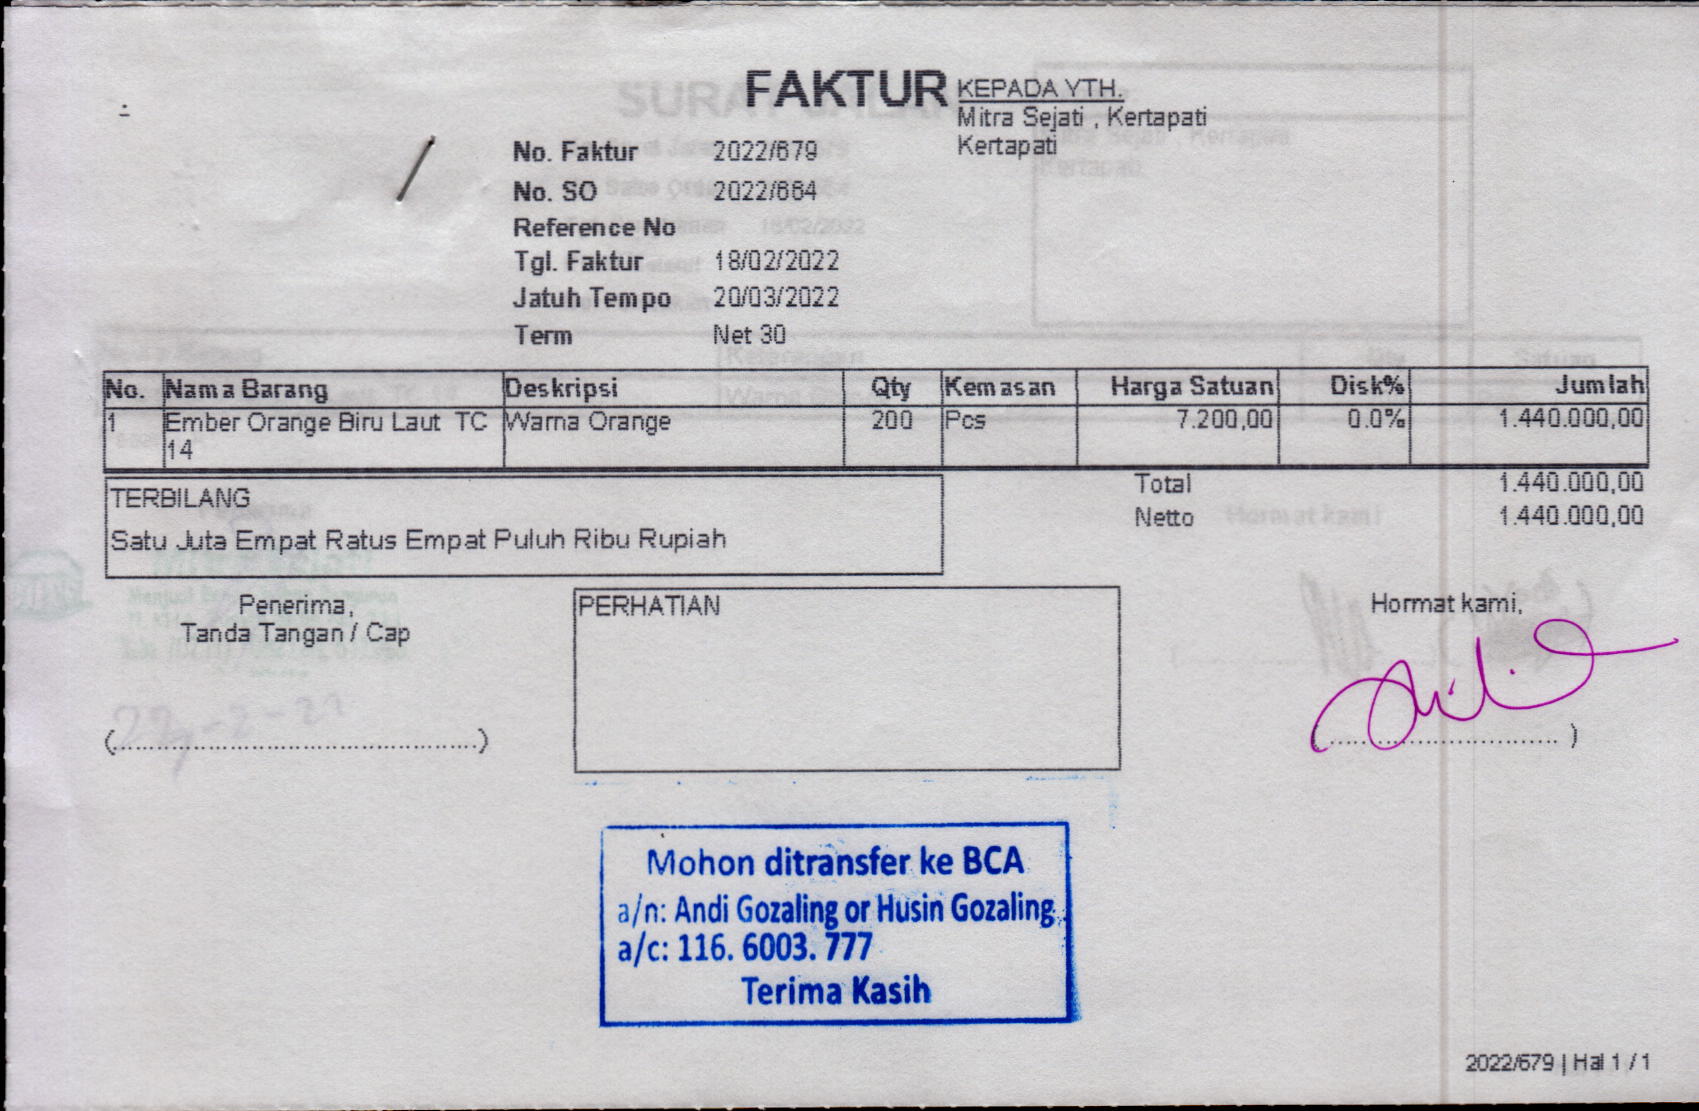 FAKTUR
KEPADA YTH.
Mitra Sejati , Kertapati
Kertapati
No. Faktur 2022/679
No. SO 2022/664
Reference No
Tgl. Faktur 18/02/2022
Jatuh Tempo 20/03/2022
Term Net 30
No. Nama Barang Deskripsi Qty Kemasan Harga Satuan Disk% Jumlah
1 Ember Orange Biru Laut TC Warna Orange 200 Pcs 7.200,00 0.0% 1.440.000,00
14
Total 1.440.000,00
Netto 1.440.000,00
TERBILANG
Satu Juta Empat Ratus Empat Puluh Ribu Rupiah
Penerima,
Tanda Tangan / Cap
(................................................)
PERHATIAN
Hormat kami,
Mohon ditransfer ke BCA
a/n: Andi Gozaling or Husin Gozaling
a/c: 116. 6003. 777
Terima Kasih
2022/679 | Hal 1 / 1